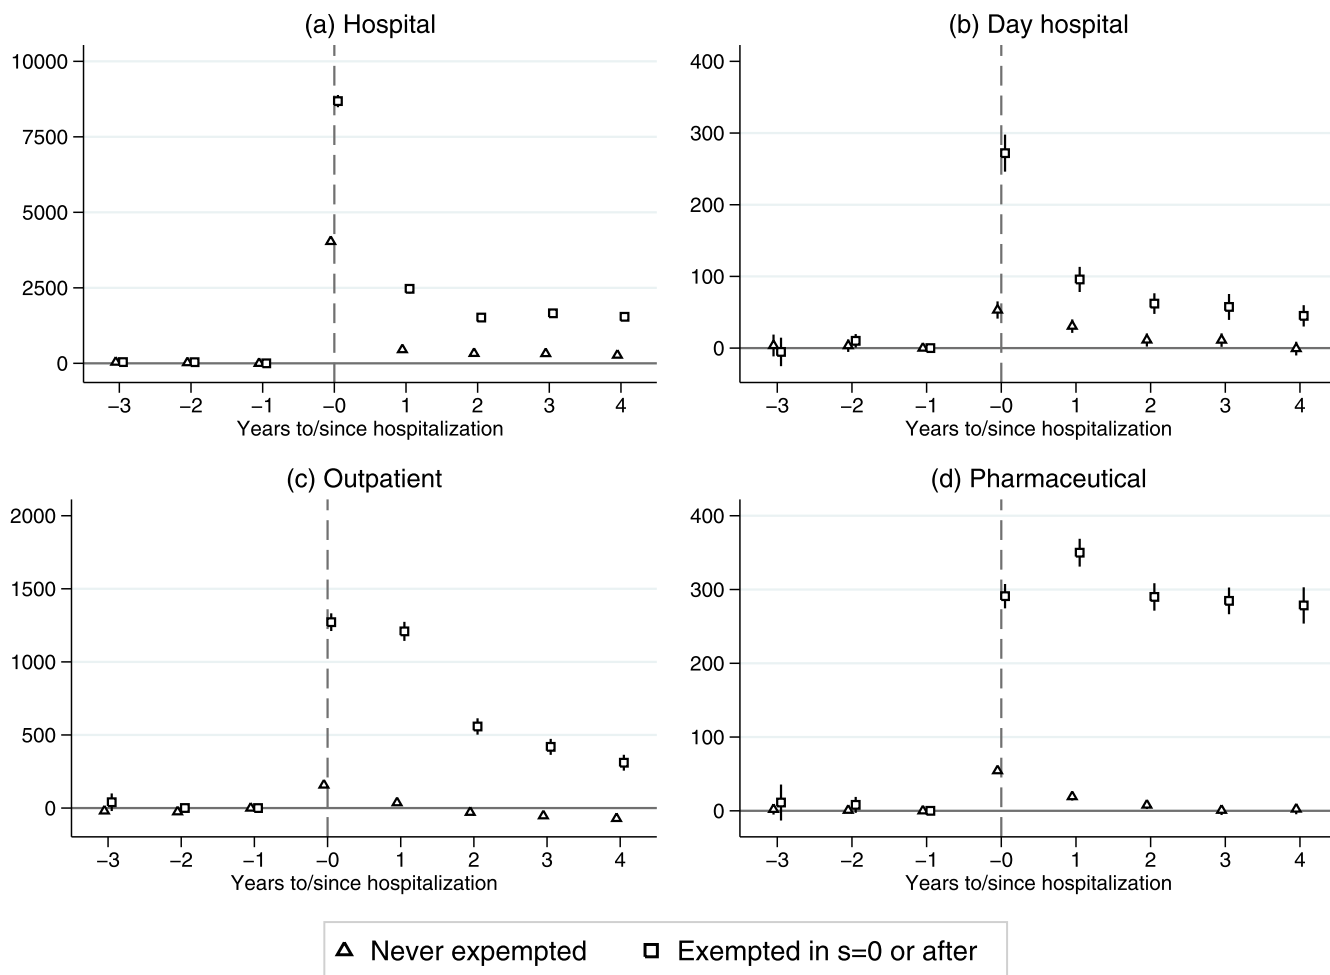 (a) Hospital
10000
7500
5000
2500
0
−3 −2 −1 −0 1 2 3 4
Years to/since hospitalization
(b) Day hospital
400
300
200
100
0
−3 −2 −1 −0 1 2 3 4
Years to/since hospitalization
(c) Outpatient
2000
1500
1000
500
0
−3 −2 −1 −0 1 2 3 4
Years to/since hospitalization
(d) Pharmaceutical
400
300
200
100
0
−3 −2 −1 −0 1 2 3 4
Years to/since hospitalization
Never expempted Exempted in s=0 or after